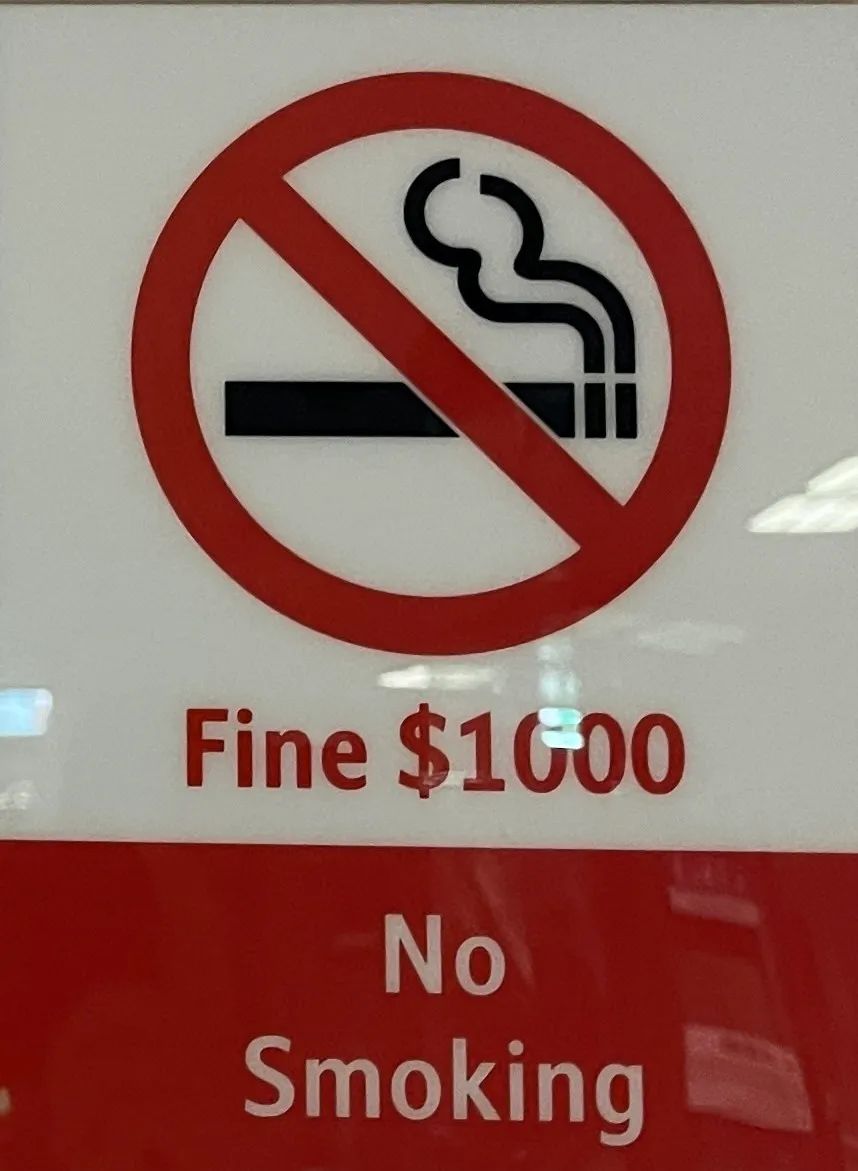 Fine $1000
No
Smoking